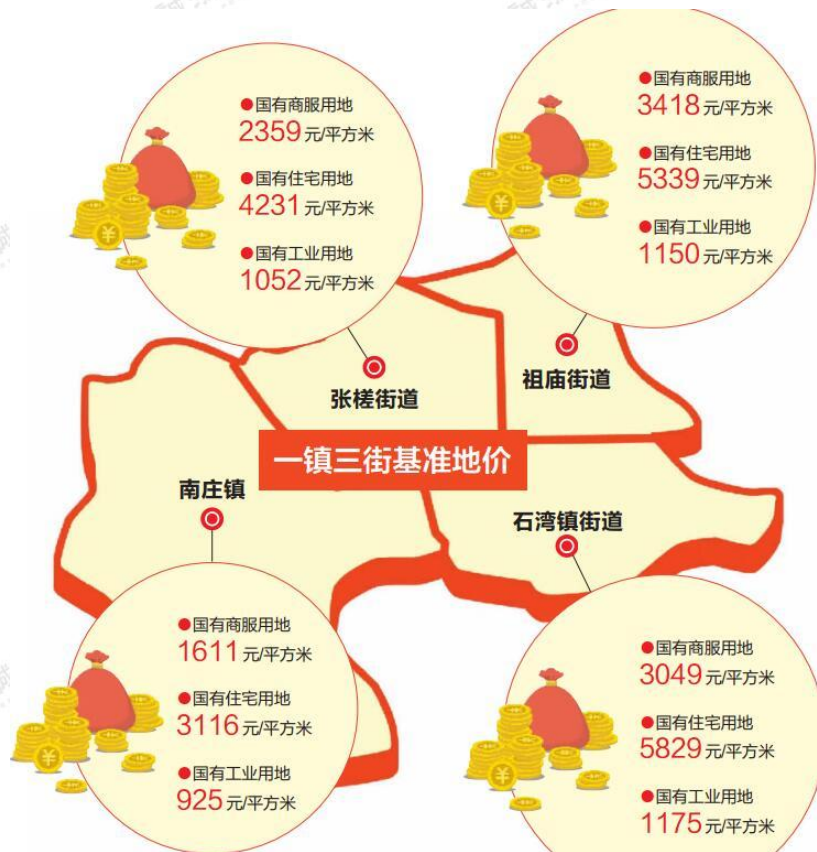 ●国有商服用地
2359元/平方米
●国有住宅用地
4231元/平方米
●国有工业用地
1052元/平方米
●国有商服用地
3418元/平方米
●国有住宅用地
5339元/平方米
●国有工业用地
1150元/平方米
张槎街道
祖庙街道
一镇三街基准地价
南庄镇
石湾镇街道
●国有商服用地
1611元/平方米
●国有住宅用地
3116元/平方米
●国有工业用地
925元/平方米
●国有商服用地
3049元/平方米
●国有住宅用地
5829元/平方米
●国有工业用地
1175元/平方米
¥
¥
¥
¥